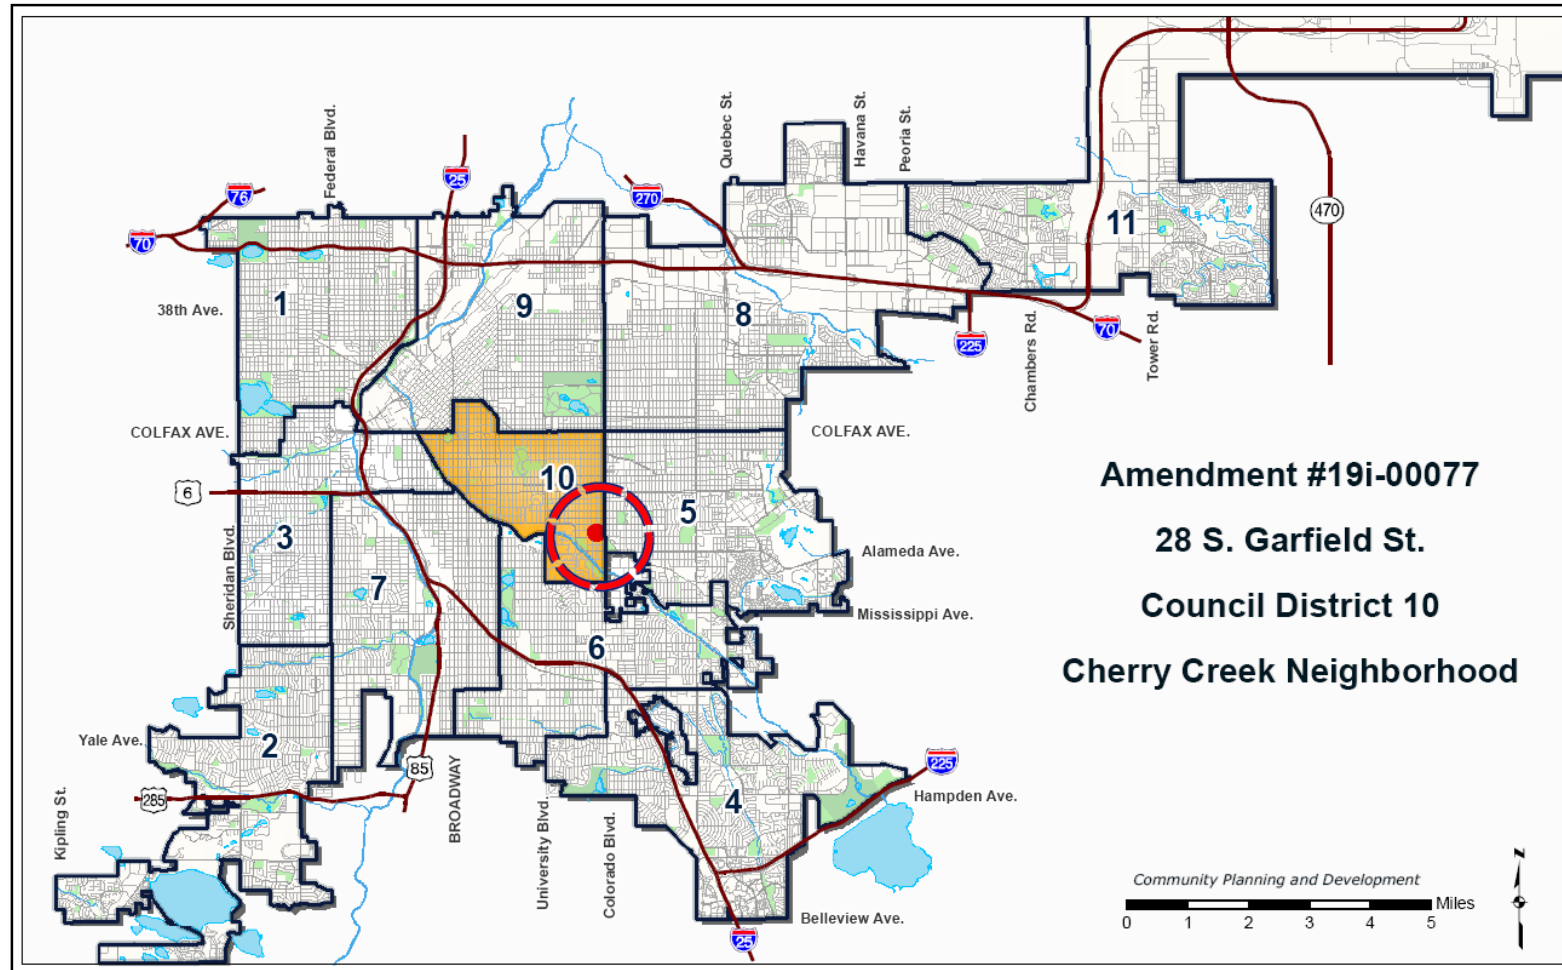 Federal Blvd.
Quebec St.
Havana St.
Peoria St.
76
25
270
70
11
470
38th Ave.
1
9
8
225
70
Chambers Rd.
Tower Rd.
COLFAX AVE.
COLFAX AVE.
6
10
5
3
Sheridan Blvd.
7
Alameda Ave.
Mississippi Ave.
6
Amendment #19i-00077
28 S. Garfield St.
Council District 10
Cherry Creek Neighborhood
Yale Ave.
2
85
285
BROADWAY
Kipling St.
University Blvd.
Colorado Blvd.
4
225
Hampden Ave.
Belleview Ave.
25
Community Planning and Development
Miles
0 1 2 3 4 5
N